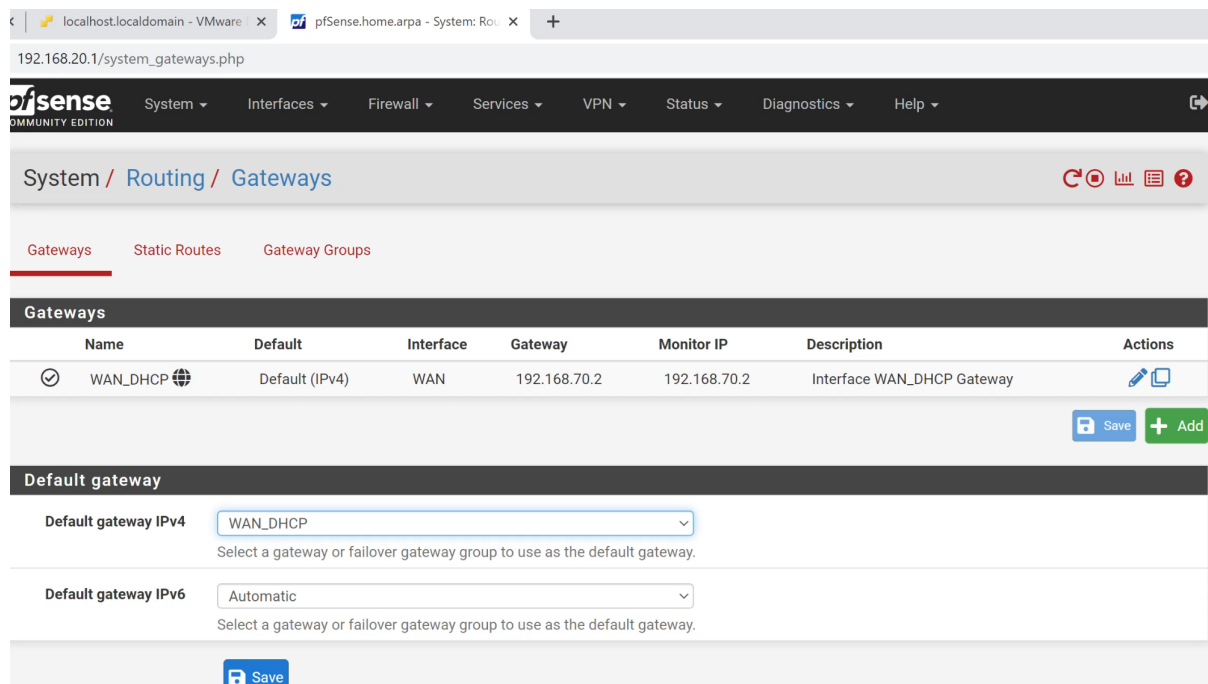 localhost.localdomain - VMware
pfSense.home.arpa - System: Rou
192.168.20.1/system_gateways.php
pfsense System Interfaces Firewall Services VPN Status Diagnostics Help
COMMUNITY EDITION
System / Routing / Gateways
Gateways Static Routes Gateway Groups
Gateways
Name Default Interface Gateway Monitor IP Description Actions
WAN_DHCP Default (IPv4) WAN 192.168.70.2 192.168.70.2 Interface WAN_DHCP Gateway
Save + Add
Default gateway
Default gateway IPv4 WAN_DHCP
Select a gateway or failover gateway group to use as the default gateway.
Default gateway IPv6 Automatic
Select a gateway or failover gateway group to use as the default gateway.
Save